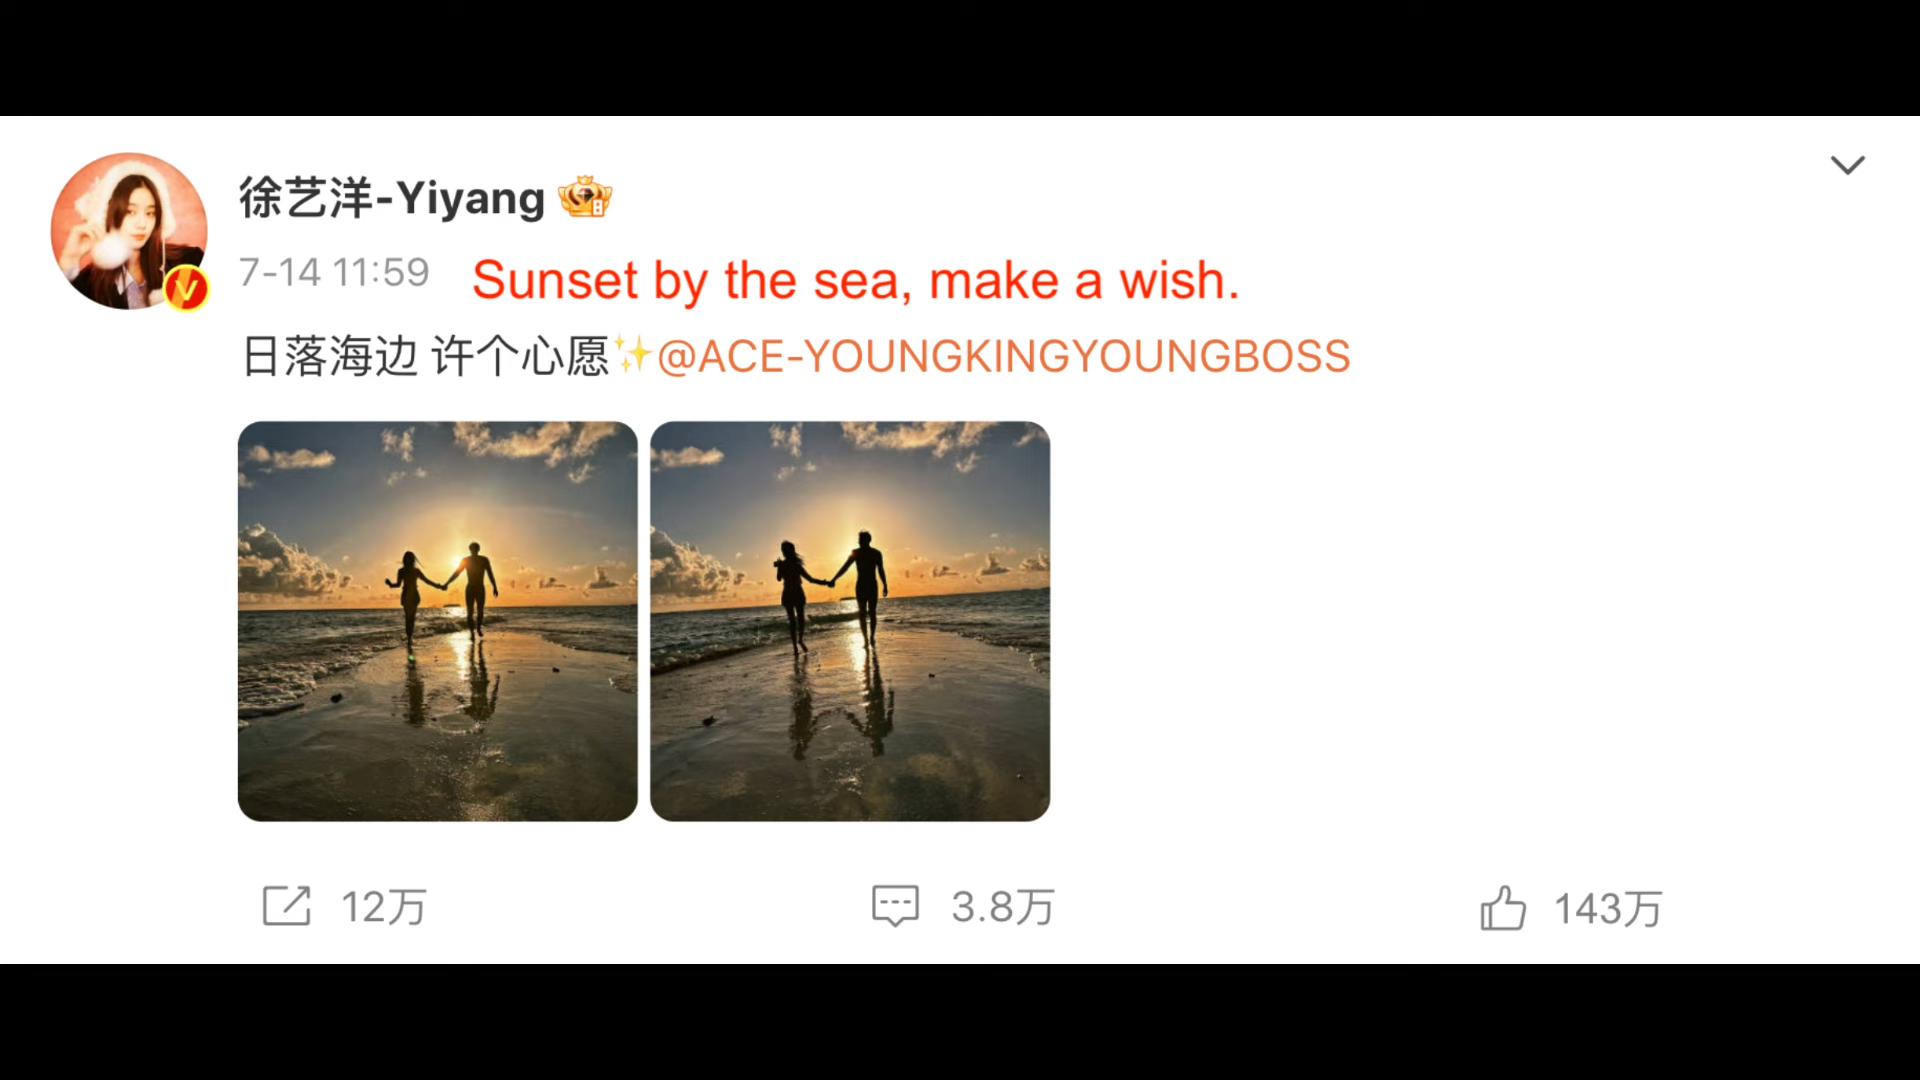 徐艺洋-Yiyang
7-14 11:59
Sunset by the sea, make a wish.
日落海边 许个心愿✨@ACE-YOUNGKINGYOUNGBOSS
12万
3.8万
143万